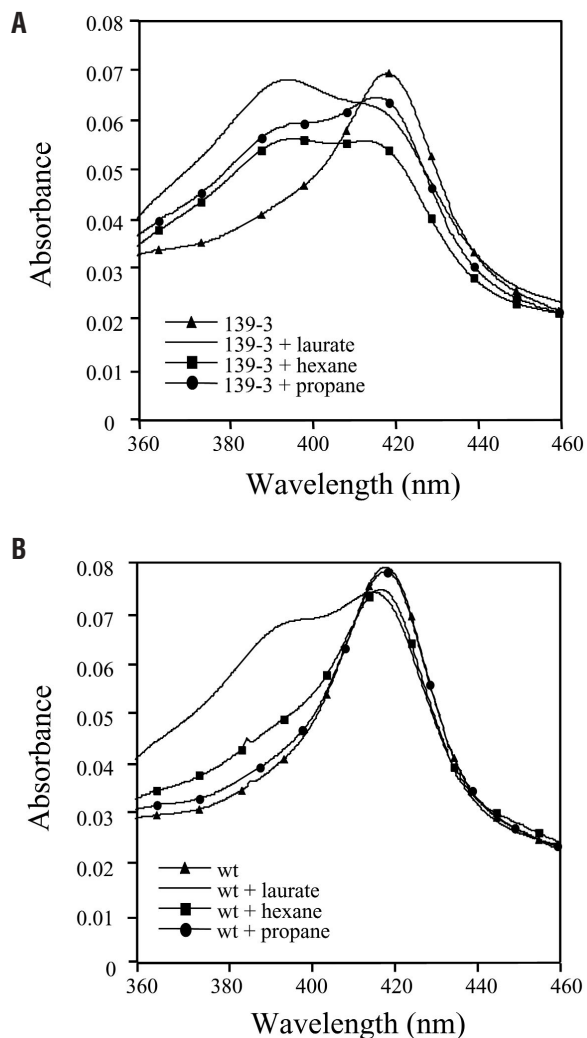 A
0.08
0.07
0.06
0.05
0.04
0.03
0.02
0.01
0
Absorbance
139-3
139-3 + laurate
139-3 + hexane
139-3 + propane
360 380 400 420 440 460
Wavelength (nm)
B
0.08
0.07
0.06
0.05
0.04
0.03
0.02
0.01
0
Absorbance
wt
wt + laurate
wt + hexane
wt + propane
360 380 400 420 440 460
Wavelength (nm)